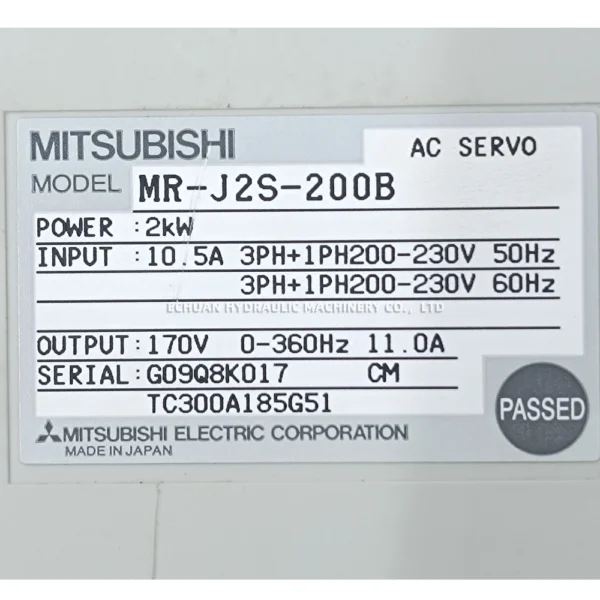 MITSUBISHI
AC SERVO
MODEL MR-J2S-200B
POWER :2kW
INPUT :10.5A 3PH+1PH200-230V 50Hz
3PH+1PH200-230V 60Hz
ECHUAN HYDRAULIC MACHINERY CO., LTD
OUTPUT:170V 0-360Hz 11.0A
SERIAL:G09Q8K017 CM
TC300A185G51
PASSED
MITSUBISHI ELECTRIC CORPORATION
MADE IN JAPAN